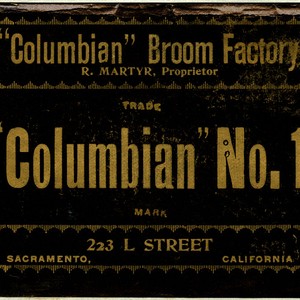 "Columbian" Broom Factory,
R. MARTYR, Proprietor
TRADE
"Columbian" No. 1
MARK
223 L STREET
SACRAMENTO, CALIFORNIA